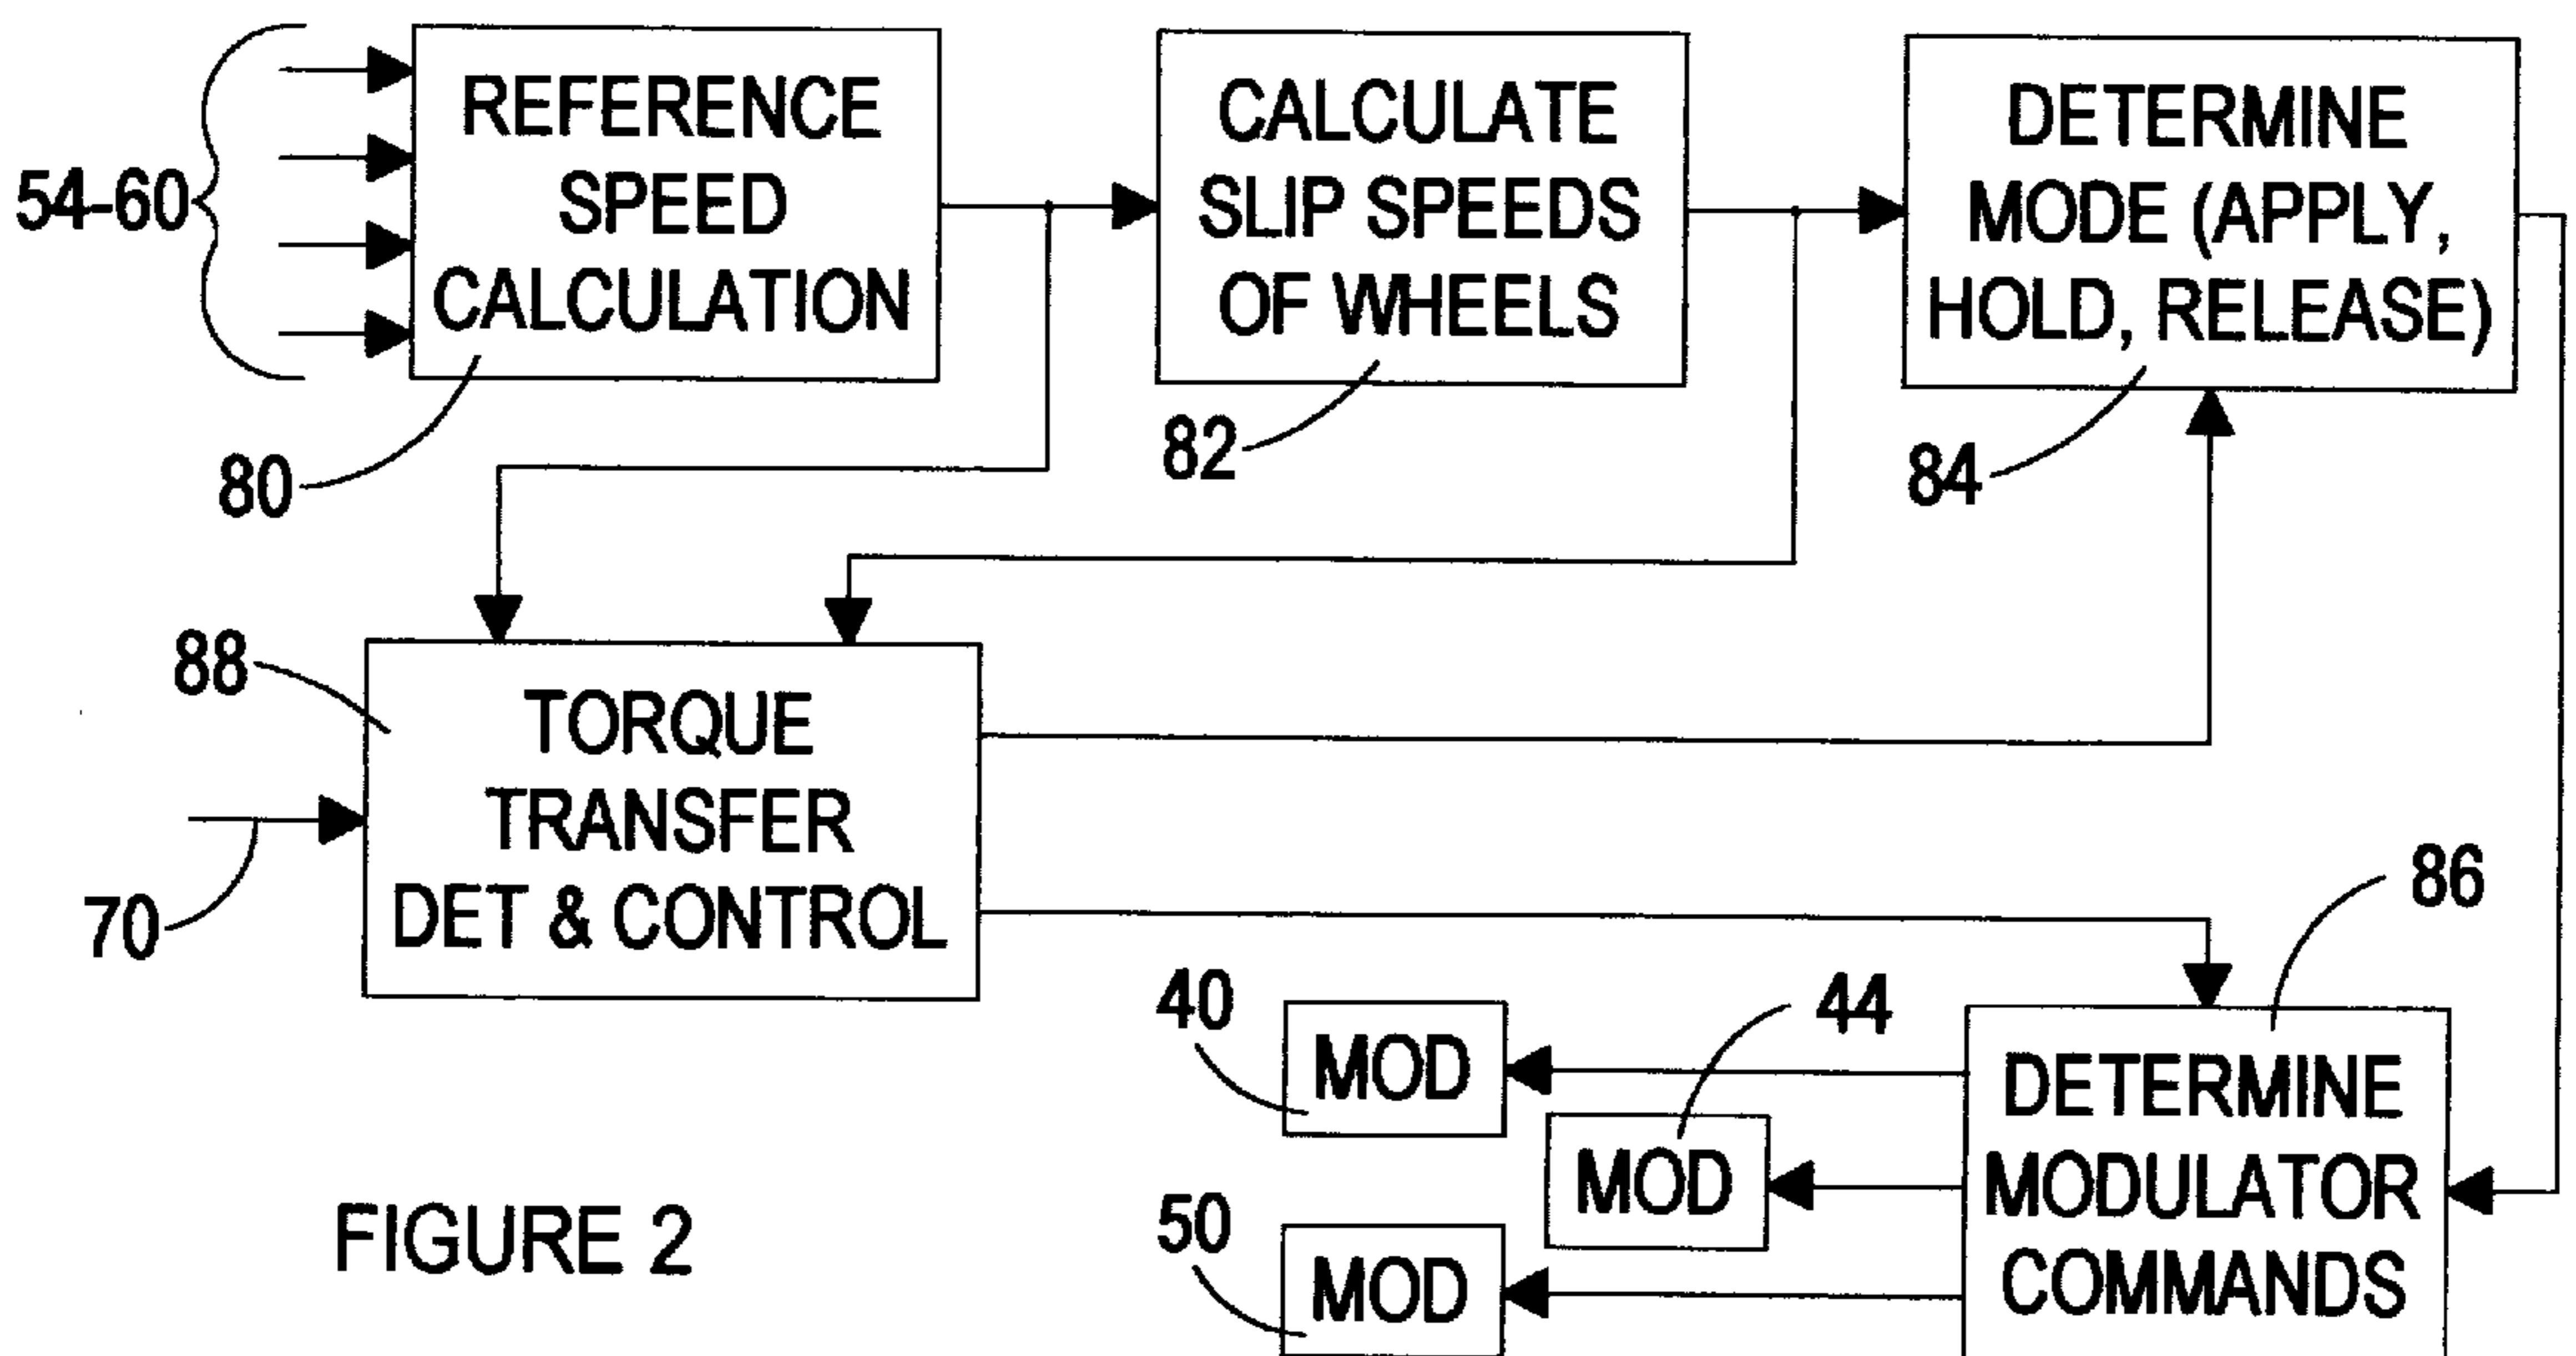 54-60
REFERENCE
SPEED
CALCULATION
80
CALCULATE
SLIP SPEEDS
OF WHEELS
82
DETERMINE
MODE (APPLY,
HOLD, RELEASE)
84
88
TORQUE
TRANSFER
DET & CONTROL
70
86
DETERMINE
MODULATOR
COMMANDS
40
MOD
44
MOD
50
MOD
FIGURE 2